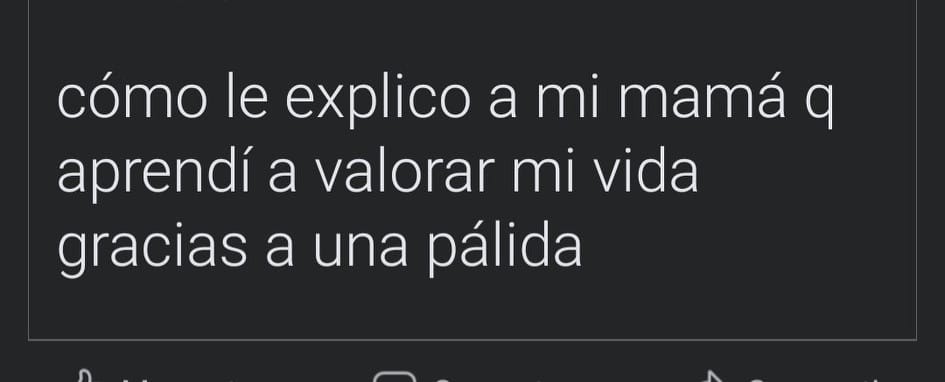 cómo le explico a mi mamá q
aprendí a valorar mi vida
gracias a una pálida